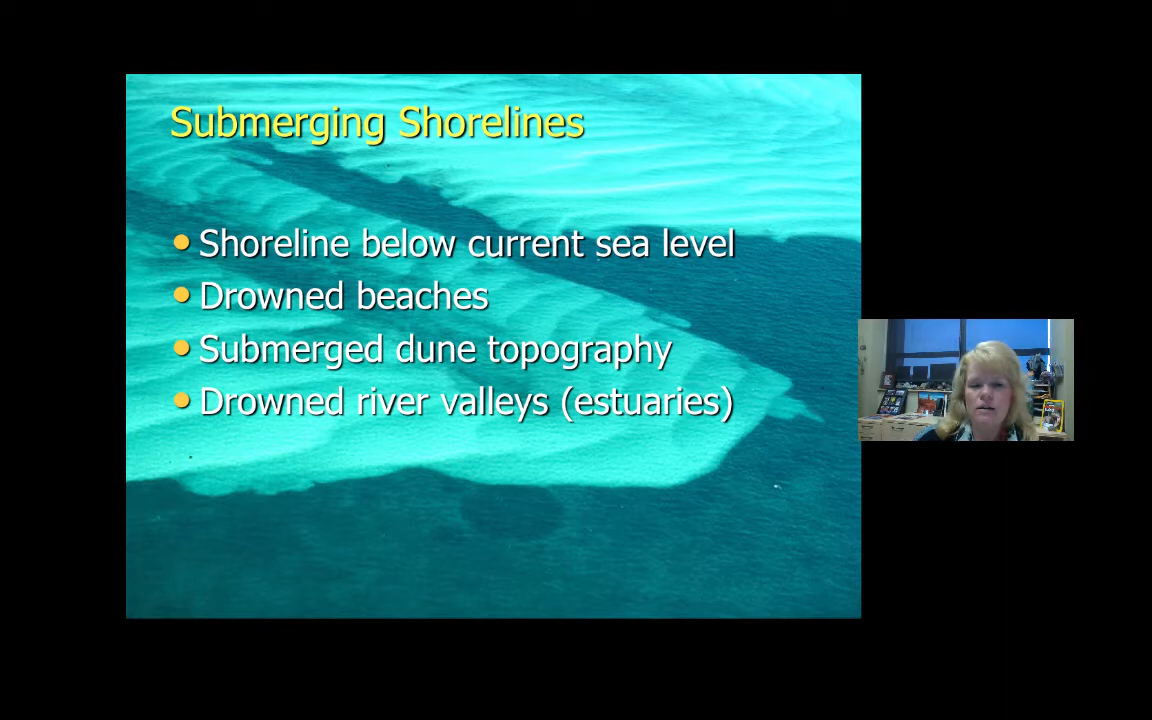 Submerging Shorelines
Shoreline below current sea level
Drowned beaches
Submerged dune topography
Drowned river valleys (estuaries)